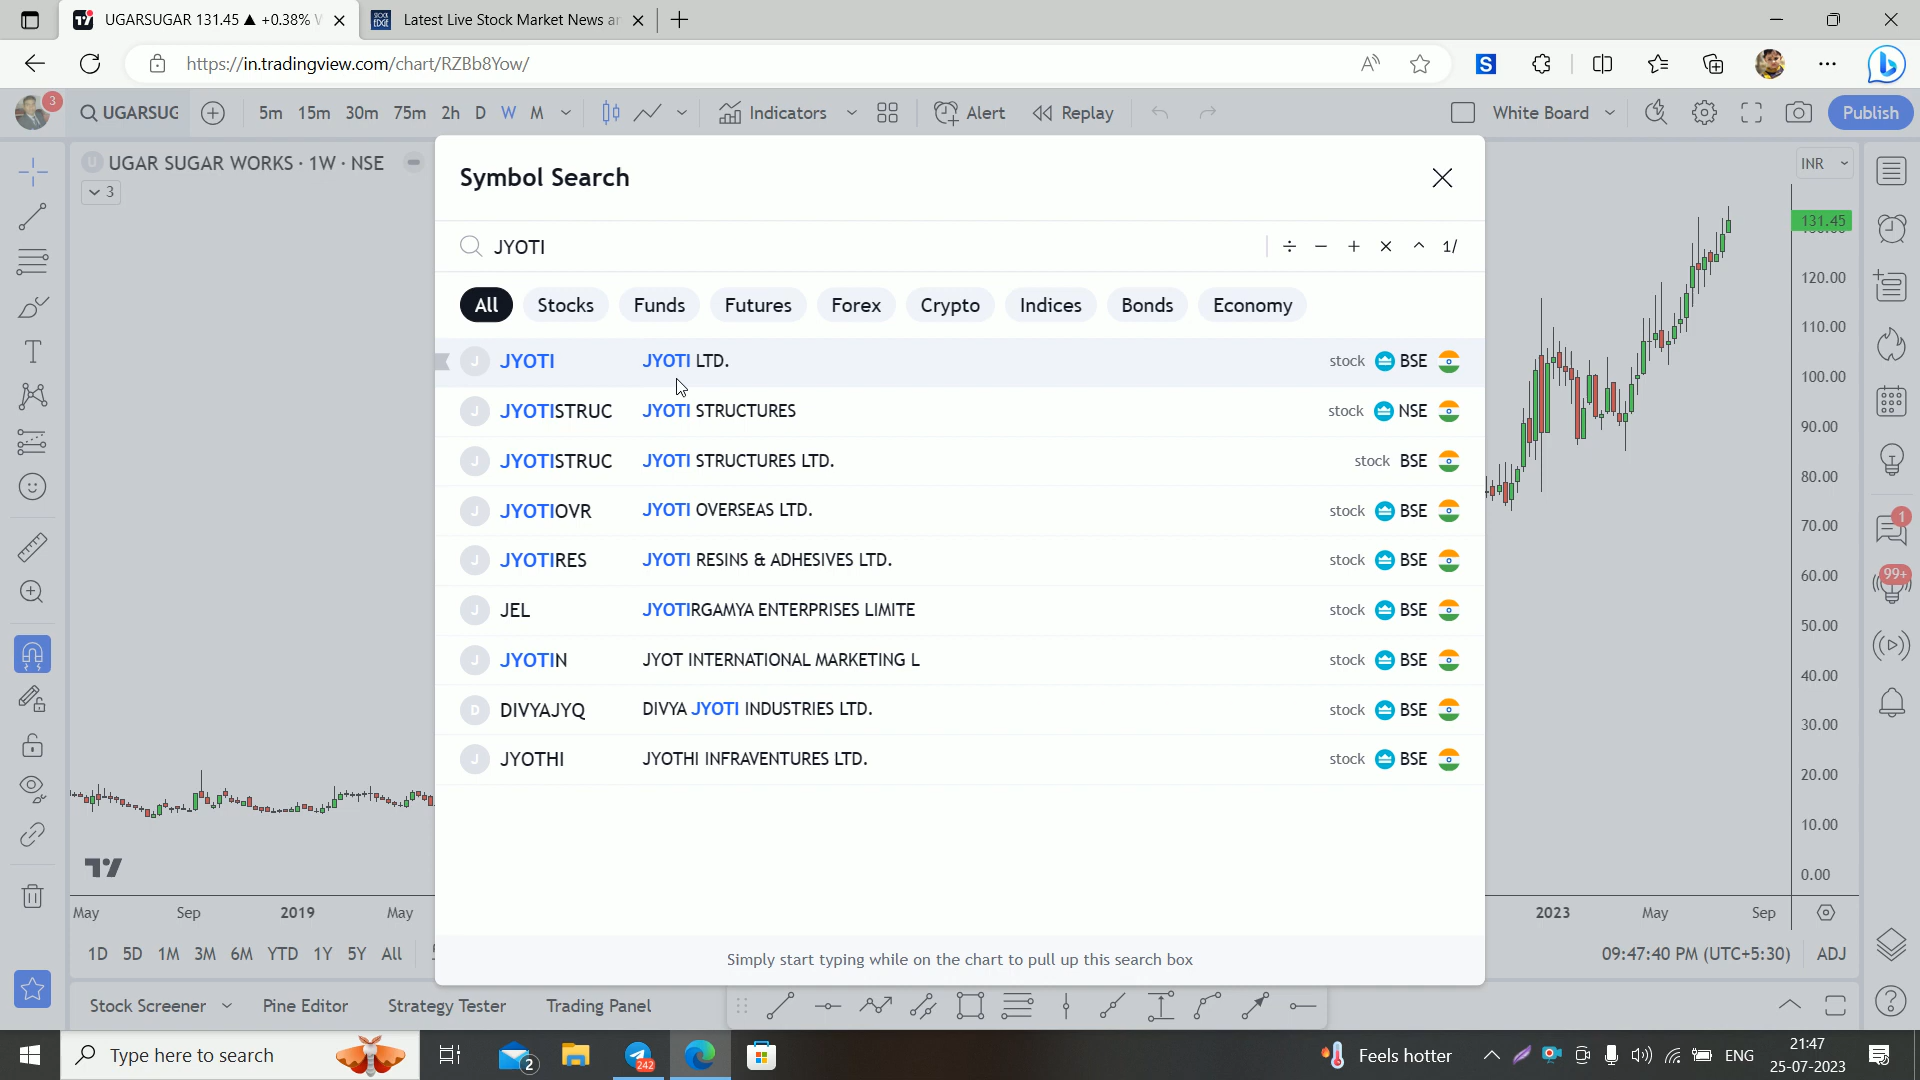 UGARSUGAR 131.45 ▲ +0.38%
Latest Live Stock Market News
https://in.tradingview.com/chart/RZBb8Yow/
3
UGARSUG
5m 15m 30m 75m 2h D W M
Indicators
Alert
Replay
White Board
Publish
UGAR SUGAR WORKS · 1W · NSE
3
Symbol Search
JYOTI
÷ − + × ^ 1/
All Stocks Funds Futures Forex Crypto Indices Bonds Economy
J JYOTI JYOTI LTD. stock BSE
J JYOTISTRUC JYOTI STRUCTURES stock NSE
J JYOTISTRUC JYOTI STRUCTURES LTD. stock BSE
J JYOTIOVR JYOTI OVERSEAS LTD. stock BSE
J JYOTIRES JYOTI RESINS & ADHESIVES LTD. stock BSE
J JEL JYOTIRGAMYA ENTERPRISES LIMITE stock BSE
J JYOTIN JYOT INTERNATIONAL MARKETING L stock BSE
D DIVYAJYQ DIVYA JYOTI INDUSTRIES LTD. stock BSE
J JYOTHI JYOTHI INFRAVENTURES LTD. stock BSE
Simply start typing while on the chart to pull up this search box
INR
131.45
120.00
110.00
100.00
90.00
80.00
70.00
60.00
50.00
40.00
30.00
20.00
10.00
0.00
1
99+
May Sep 2019 May 2023 May Sep
1D 5D 1M 3M 6M YTD 1Y 5Y All
09:47:40 PM (UTC+5:30) ADJ
Stock Screener Pine Editor Strategy Tester Trading Panel
Type here to search
2
242
Feels hotter
ENG
21:47
25-07-2023